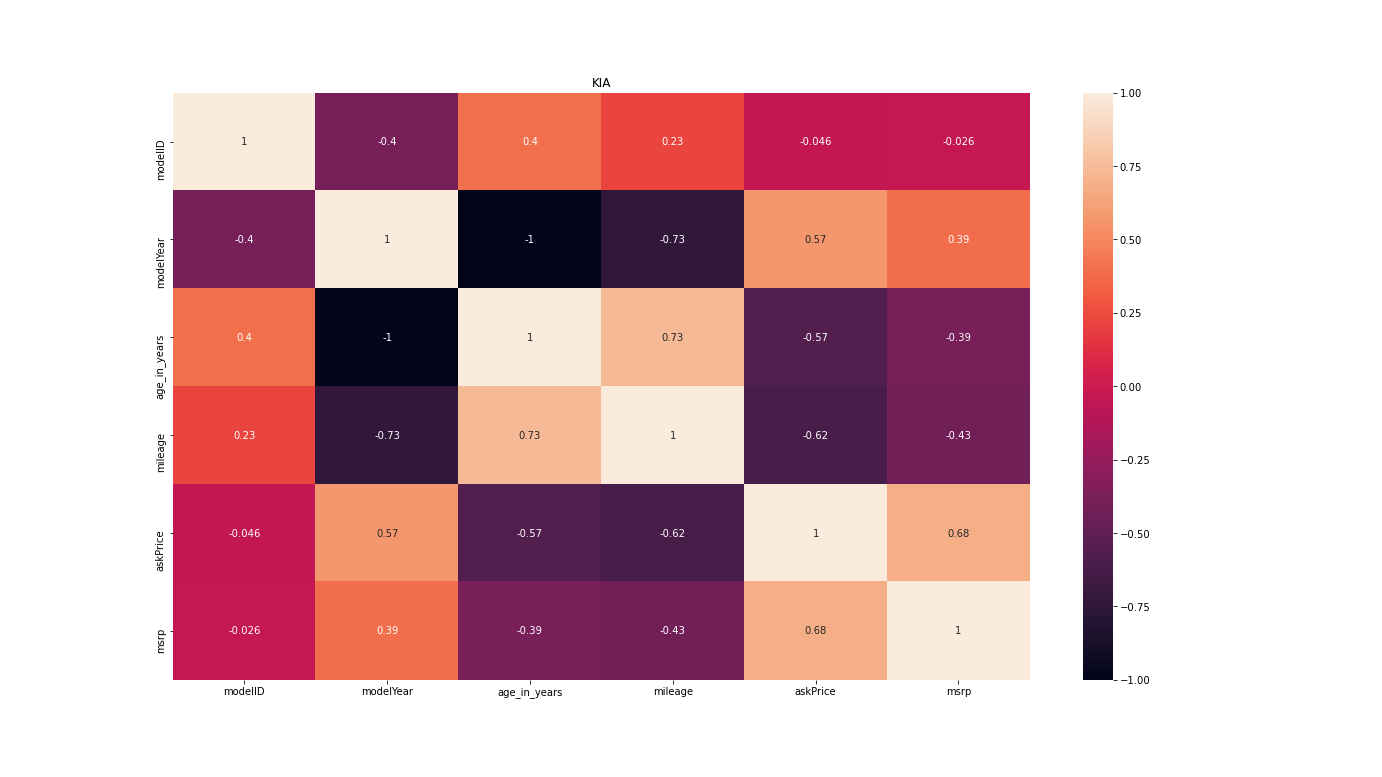 KIA
modelID 1 -0.4 0.4 0.23 -0.046 -0.026
modelYear -0.4 1 -1 -0.73 0.57 0.39
age_in_years 0.4 -1 1 0.73 -0.57 -0.39
mileage 0.23 -0.73 0.73 1 -0.62 -0.43
askPrice -0.046 0.57 -0.57 -0.62 1 0.68
msrp -0.026 0.39 -0.39 -0.43 0.68 1
modelID modelYear age_in_years mileage askPrice msrp
1.00
0.75
0.50
0.25
0.00
−0.25
−0.50
−0.75
−1.00